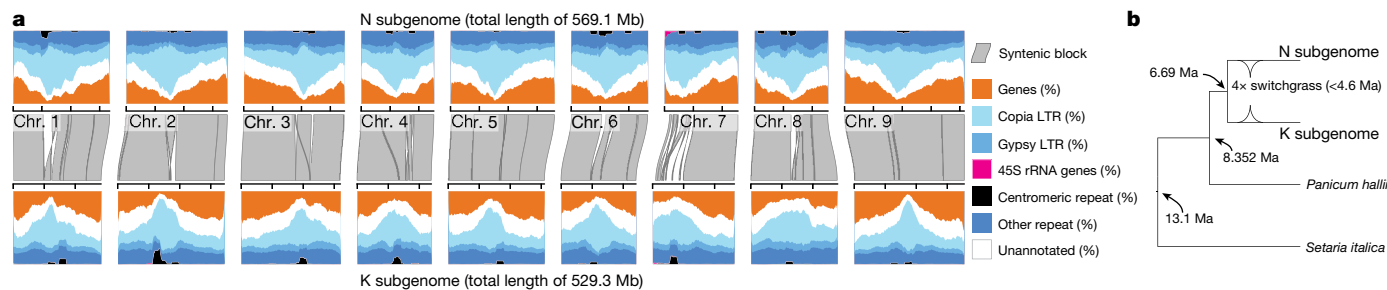 a
N subgenome (total length of 569.1 Mb)
Chr. 1
Chr. 2
Chr. 3
Chr. 4
Chr. 5
Chr. 6
Chr. 7
Chr. 8
Chr. 9
K subgenome (total length of 529.3 Mb)
Syntenic block
Genes (%)
Copia LTR (%)
Gypsy LTR (%)
45S rRNA genes (%)
Centromeric repeat (%)
Other repeat (%)
Unannotated (%)
b
N subgenome
6.69 Ma
4× switchgrass (<4.6 Ma)
K subgenome
8.352 Ma
Panicum hallii
13.1 Ma
Setaria italica